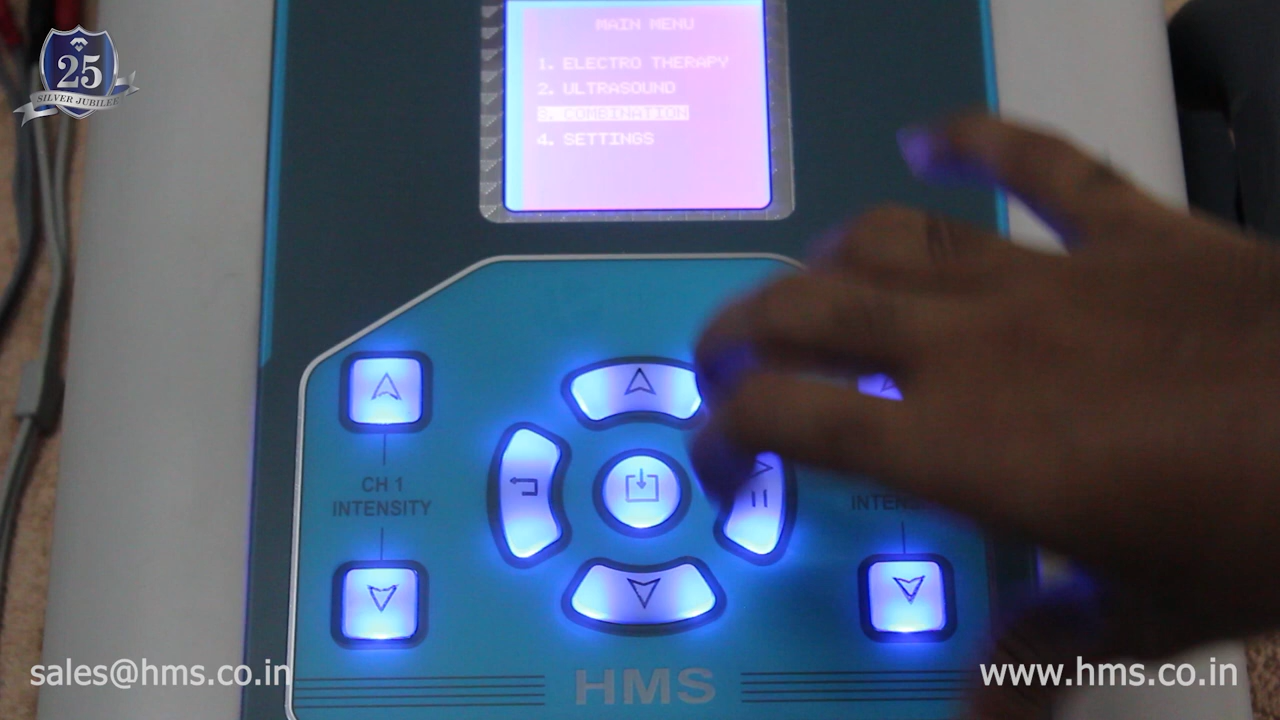 25
SILVER JUBILEE
MAIN MENU
1. ELECTRO THERAPY
2. ULTRASOUND
3. COMBINATION
4. SETTINGS
CH 1
INTENSITY
HMS
sales@hms.co.in
www.hms.co.in